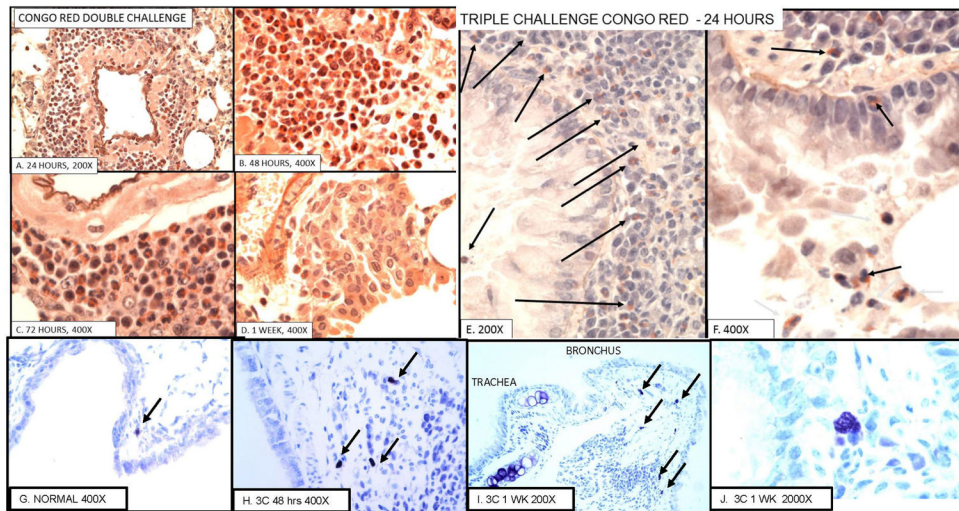 CONGO RED DOUBLE CHALLENGE
A. 24 HOURS, 200X
B. 48 HOURS, 400X
C. 72 HOURS, 400X
D. 1 WEEK, 400X
TRIPLE CHALLENGE CONGO RED - 24 HOURS
E. 200X
F. 400X
G. NORMAL 400X
H. 3C 48 hrs 400X
BRONCHUS
TRACHEA
I. 3C 1 WK 200X
J. 3C 1 WK 2000X